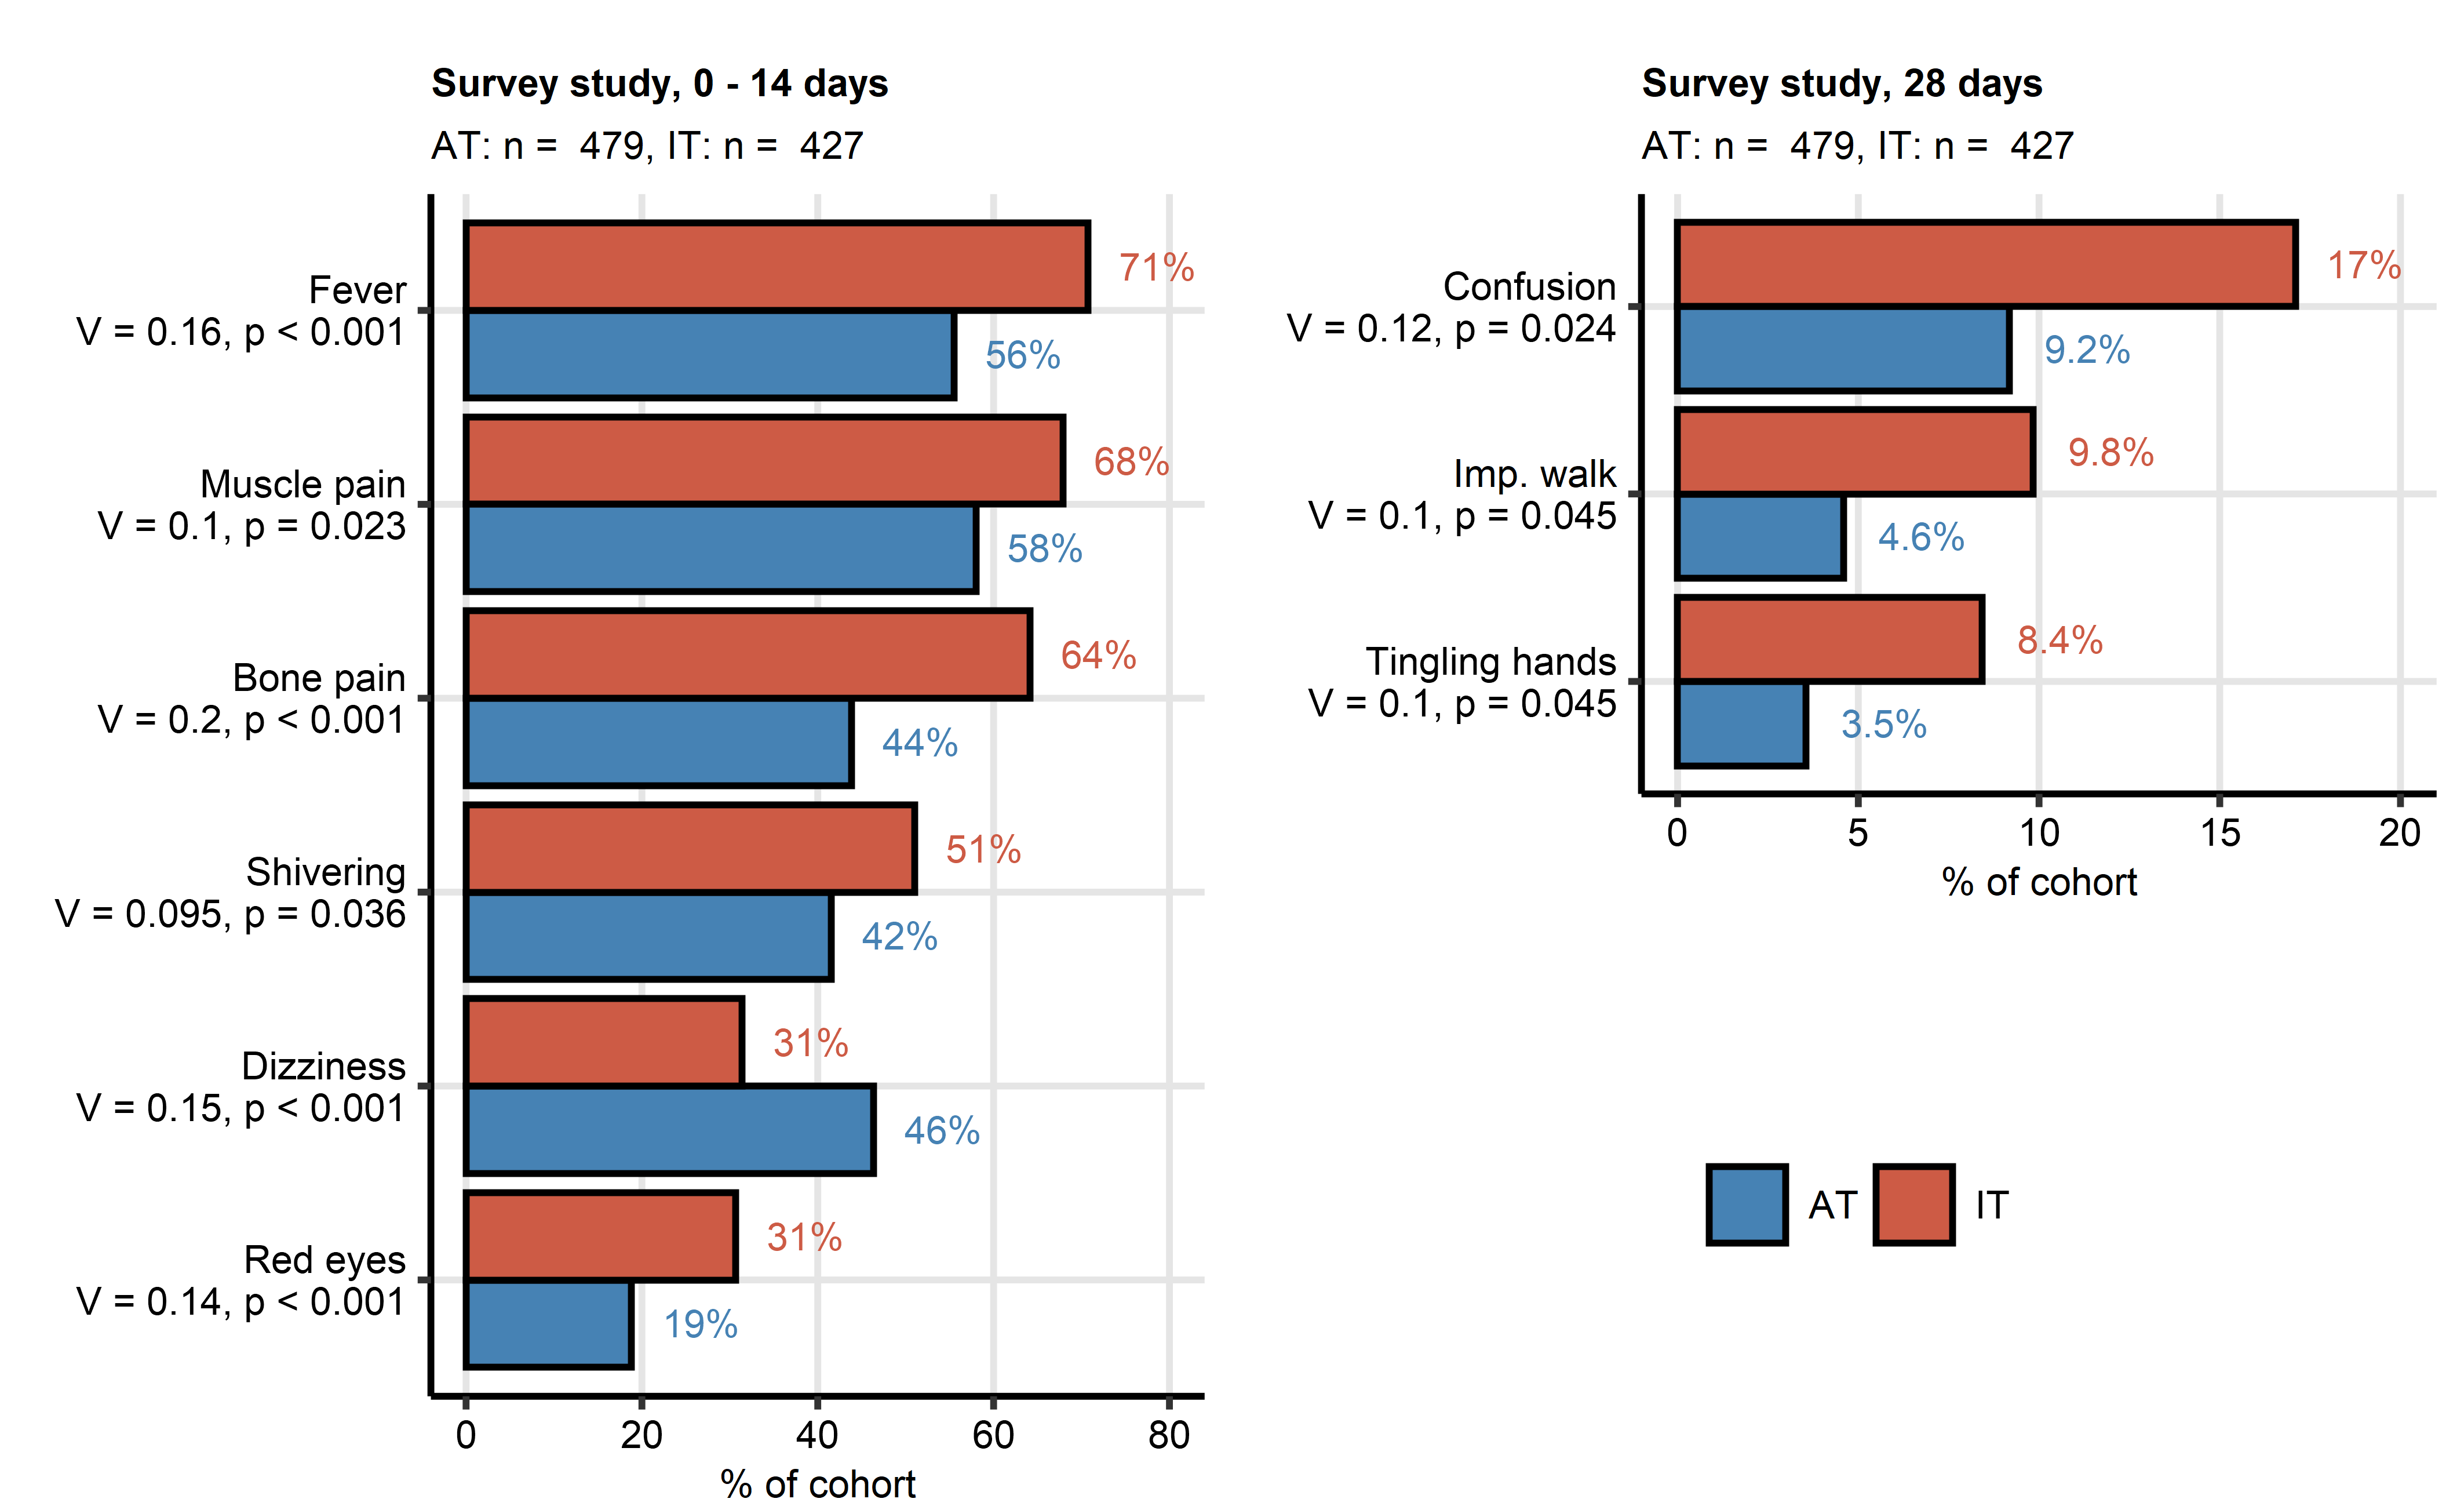 Survey study, 0 - 14 days
AT: n =  479, IT: n =  427
Fever
V = 0.16, p < 0.001
71%
56%
Muscle pain
V = 0.1, p = 0.023
68%
58%
Bone pain
V = 0.2, p < 0.001
64%
44%
Shivering
V = 0.095, p = 0.036
51%
42%
Dizziness
V = 0.15, p < 0.001
31%
46%
Red eyes
V = 0.14, p < 0.001
31%
19%
0 20 40 60 80
% of cohort
Survey study, 28 days
AT: n =  479, IT: n =  427
Confusion
V = 0.12, p = 0.024
17%
9.2%
Imp. walk
V = 0.1, p = 0.045
9.8%
4.6%
Tingling hands
V = 0.1, p = 0.045
8.4%
3.5%
0 5 10 15 20
% of cohort
AT IT